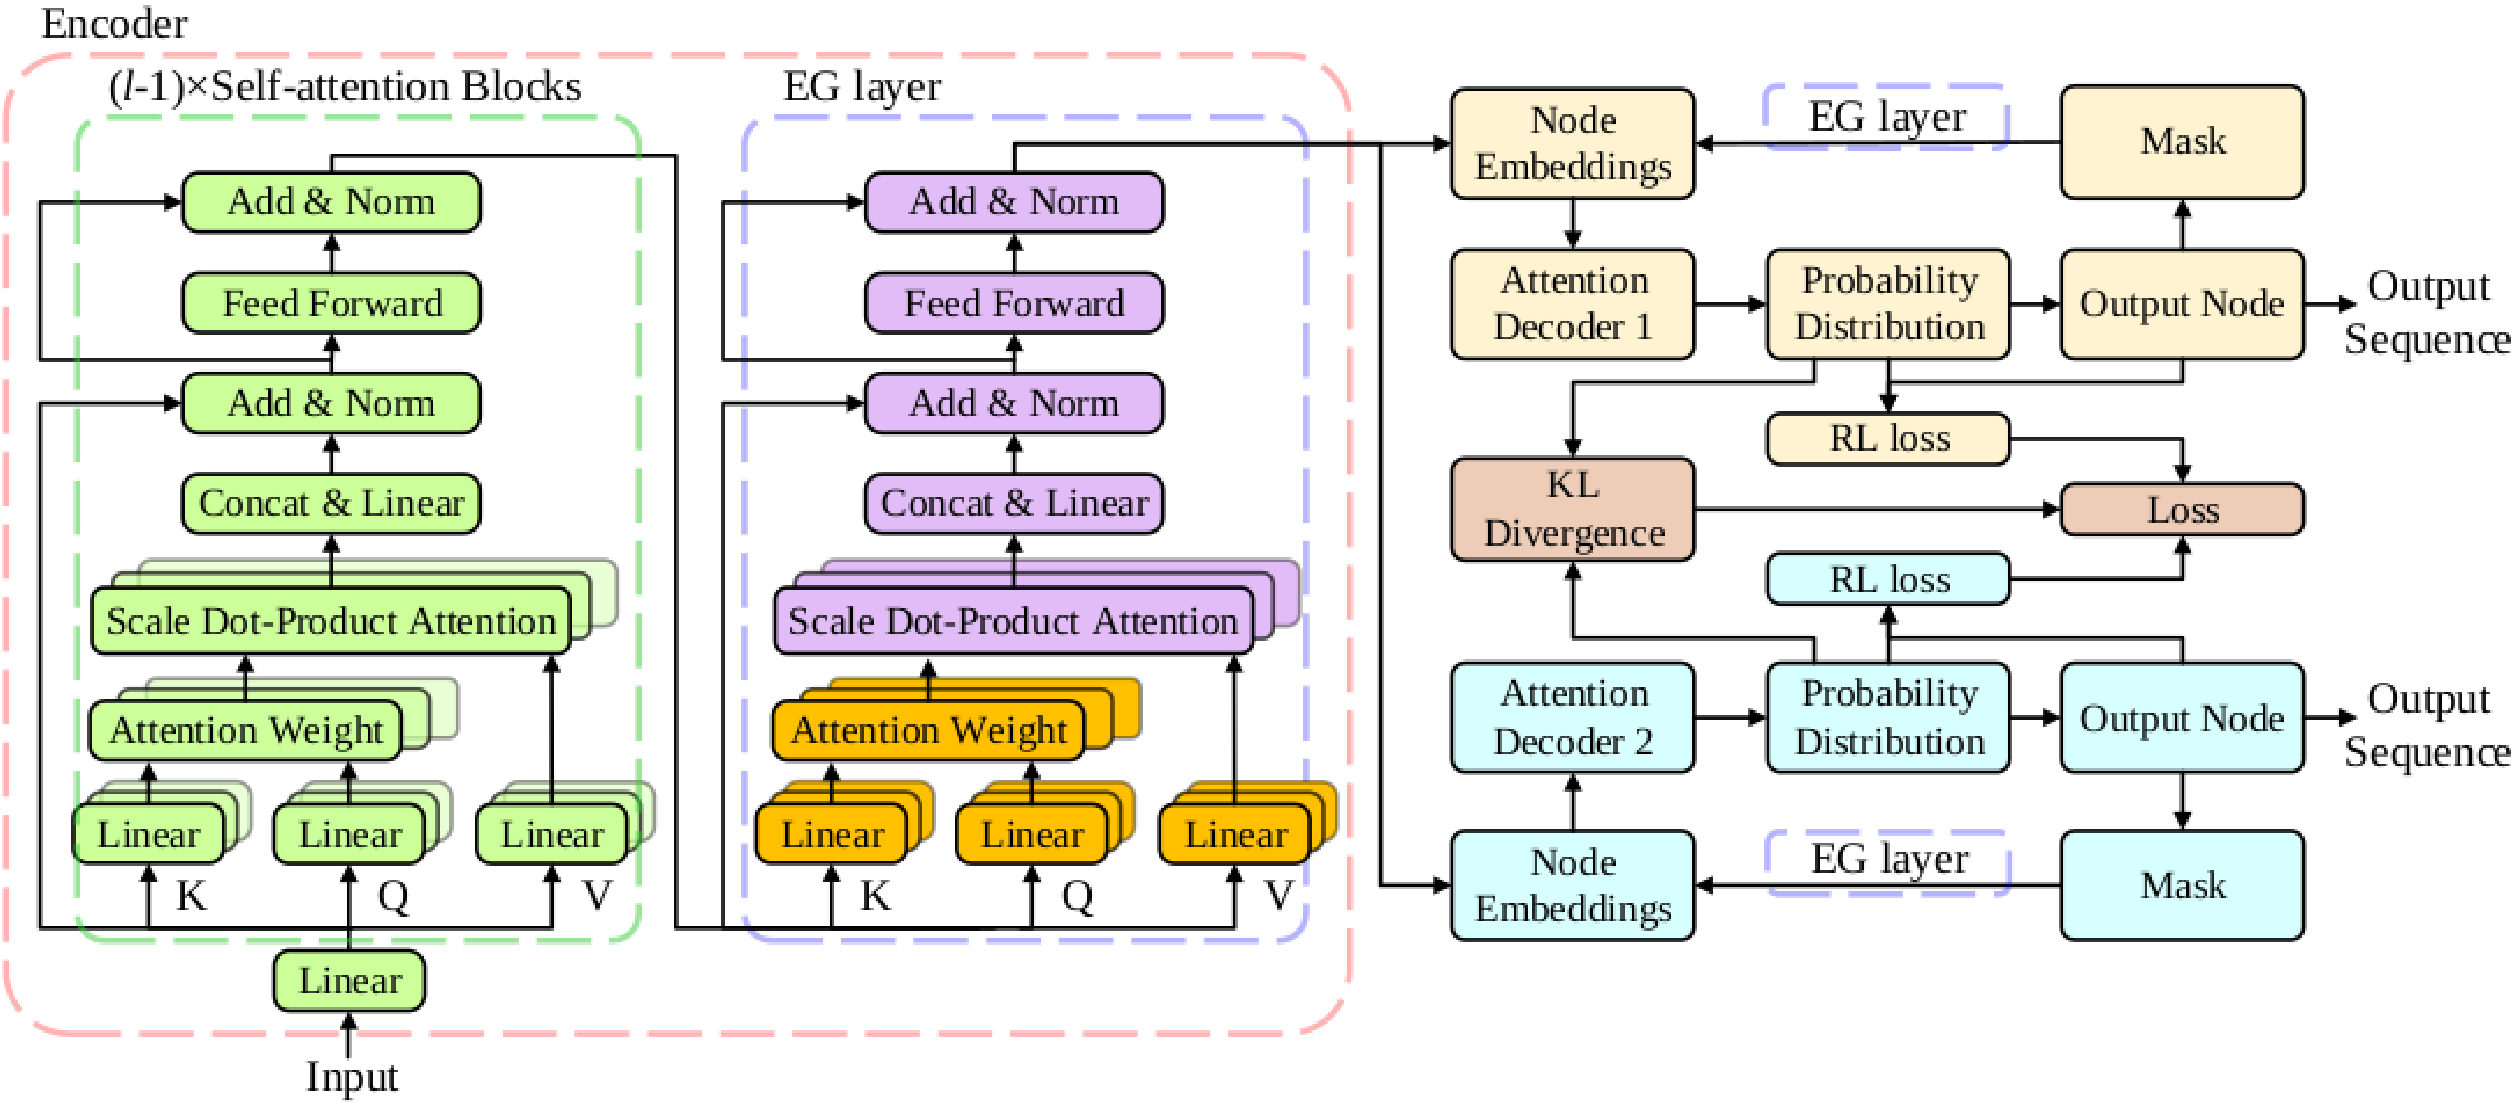 Encoder
(l-1)×Self-attention Blocks
Add & Norm
Feed Forward
Add & Norm
Concat & Linear
Scale Dot-Product Attention
Attention Weight
Linear
Linear
Linear
K
Q
V
Linear
Input
EG layer
Add & Norm
Feed Forward
Add & Norm
Concat & Linear
Scale Dot-Product Attention
Attention Weight
Linear
Linear
Linear
K
Q
V
Node
Embeddings
EG layer
Mask
Attention
Decoder 1
Probability
Distribution
Output Node
Output
Sequence
RL loss
KL
Divergence
Loss
RL loss
Attention
Decoder 2
Probability
Distribution
Output Node
Output
Sequence
Node
Embeddings
EG layer
Mask